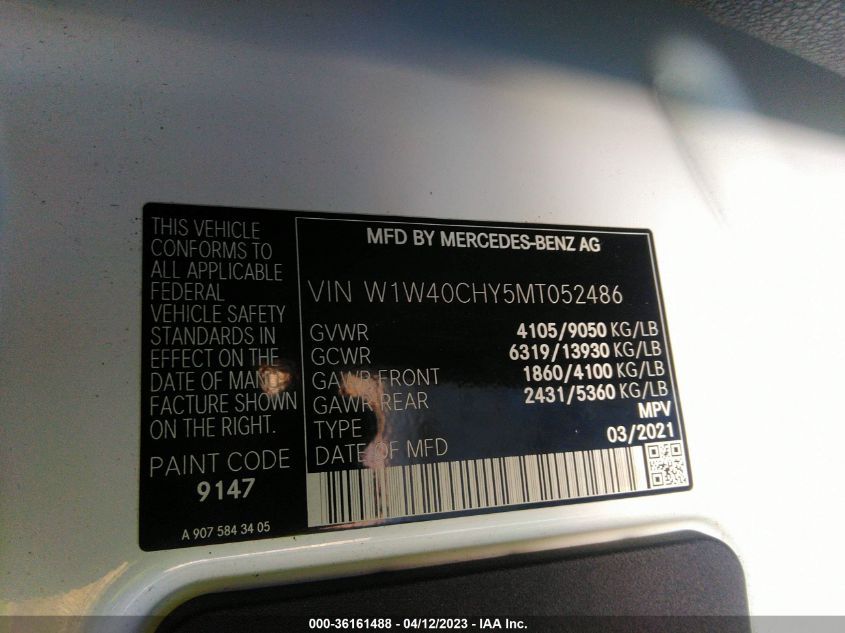 THIS VEHICLE
CONFORMS TO
ALL APPLICABLE
FEDERAL
VEHICLE SAFETY
STANDARDS IN
EFFECT ON THE
DATE OF MANU
FACTURE SHOWN
ON THE RIGHT.
PAINT CODE
9147
A 907 584 34 05
MFD BY MERCEDES-BENZ AG
VIN W1W40CHY5MT052486
GVWR 4105/9050 KG/LB
GCWR 6319/13930 KG/LB
GAWR FRONT 1860/4100 KG/LB
GAWR REAR 2431/5360 KG/LB
TYPE MPV
DATE OF MFD 03/2021
000-36161488 - 04/12/2023 - IAA Inc.